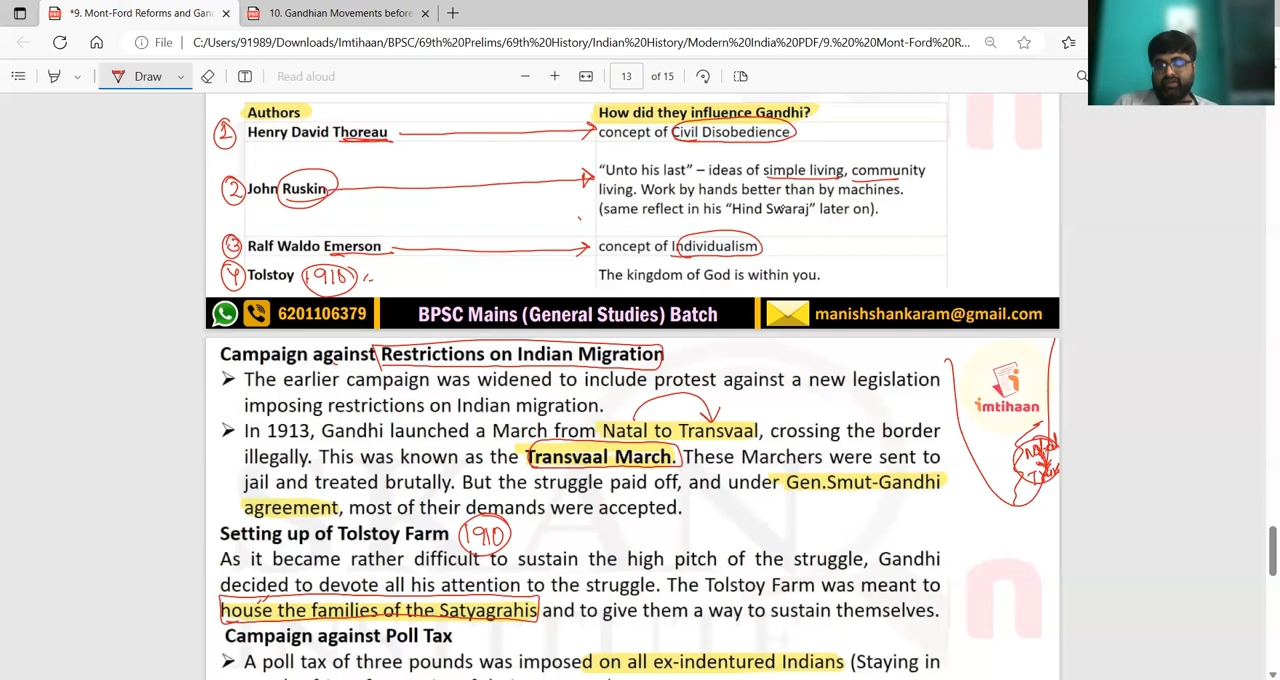 *9. Mont-Ford Reforms and Gand
10. Gandhian Movements before
File
C:/Users/91989/Downloads/Imtihaan/BPSC/69th%20Prelims/69th%20History/Indian%20History/Modern%20India%20PDF/9.%20%20Mont-Ford%20R...
Draw
Read aloud
13 of 15
Authors How did they influence Gandhi?
1 Henry David Thoreau concept of Civil Disobedience
2 John Ruskin “Unto his last” – ideas of simple living, community
living. Work by hands better than by machines.
(same reflect in his “Hind Swaraj” later on).
3 Ralf Waldo Emerson concept of Individualism
4 Tolstoy 1910 The kingdom of God is within you.
6201106379 BPSC Mains (General Studies) Batch manishshankaram@gmail.com
Campaign against Restrictions on Indian Migration
The earlier campaign was widened to include protest against a new legislation
imposing restrictions on Indian migration.
imtihaan
In 1913, Gandhi launched a March from Natal to Transvaal, crossing the border
illegally. This was known as the Transvaal March. These Marchers were sent to
jail and treated brutally. But the struggle paid off, and under Gen.Smut-Gandhi
agreement, most of their demands were accepted.
Setting up of Tolstoy Farm 1910
As it became rather difficult to sustain the high pitch of the struggle, Gandhi
decided to devote all his attention to the struggle. The Tolstoy Farm was meant to
house the families of the Satyagrahis and to give them a way to sustain themselves.
Campaign against Poll Tax
A poll tax of three pounds was imposed on all ex-indentured Indians (Staying in